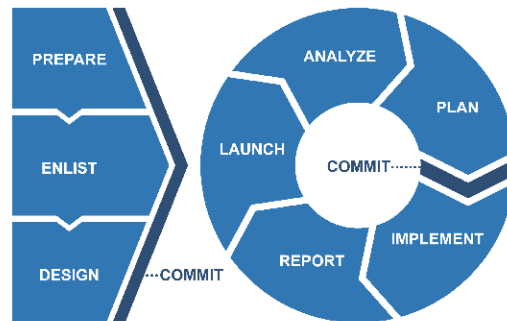 PREPARE
ENLIST
DESIGN
COMMIT
ANALYZE
PLAN
LAUNCH
COMMIT
IMPLEMENT
REPORT